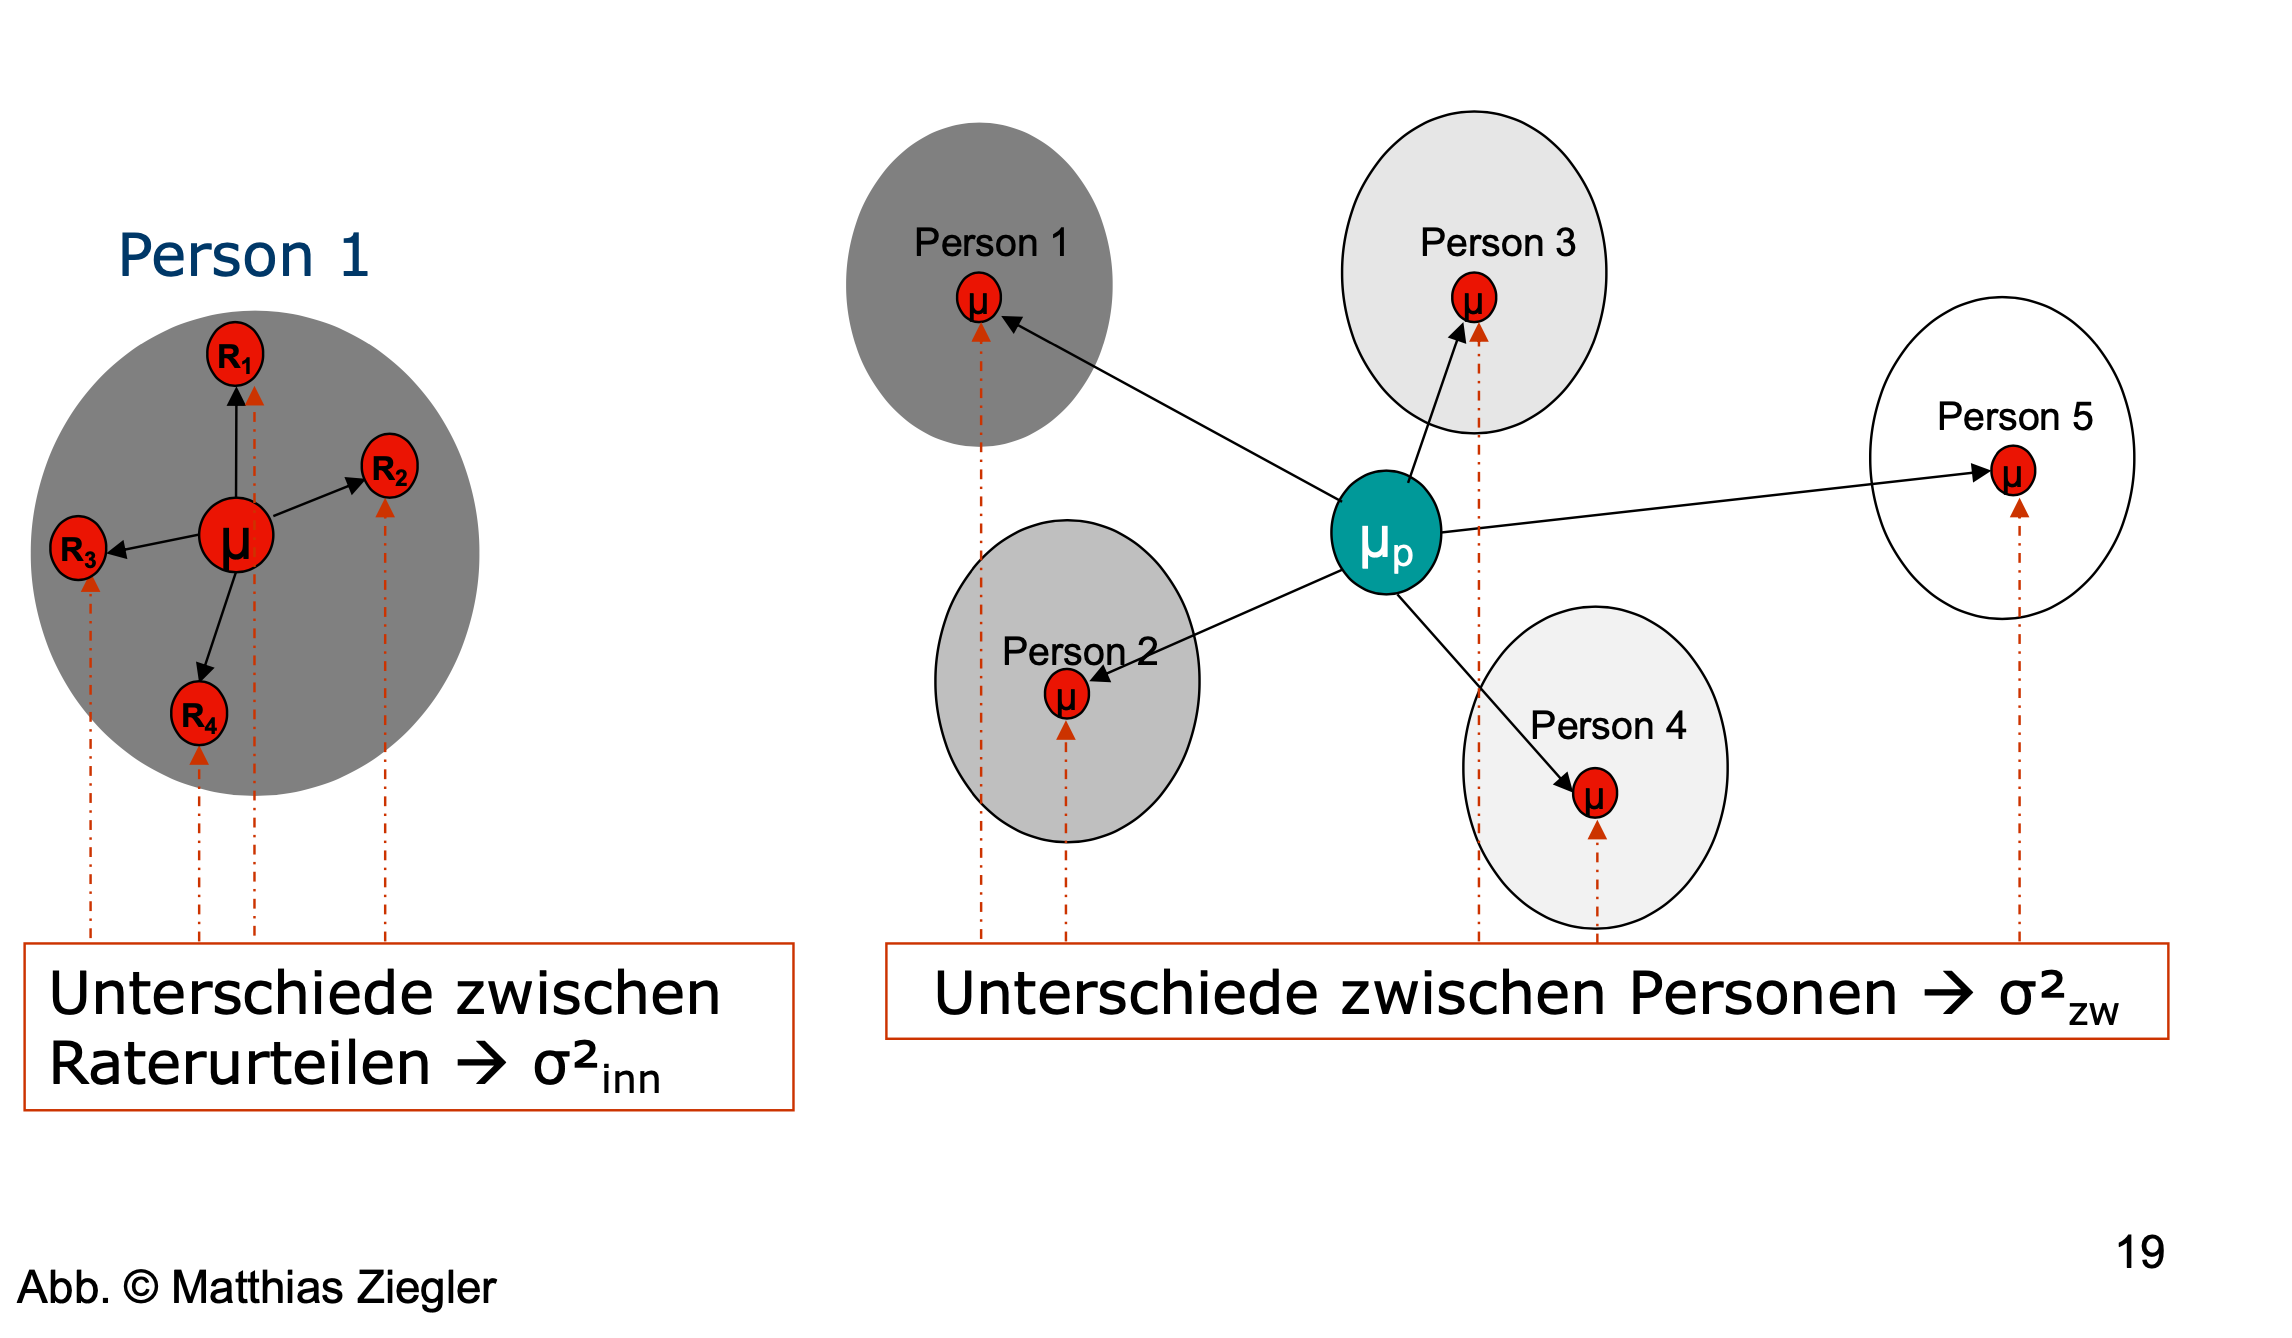 Person 1
R₁
R₂
R₃
µ
R₄
Unterschiede zwischen
Raterurteilen → σ²inn
Person 1
µ
Person 3
µ
Person 5
µ
µp
Person 2
µ
Person 4
µ
Unterschiede zwischen Personen → σ²zw
19
Abb. © Matthias Ziegler